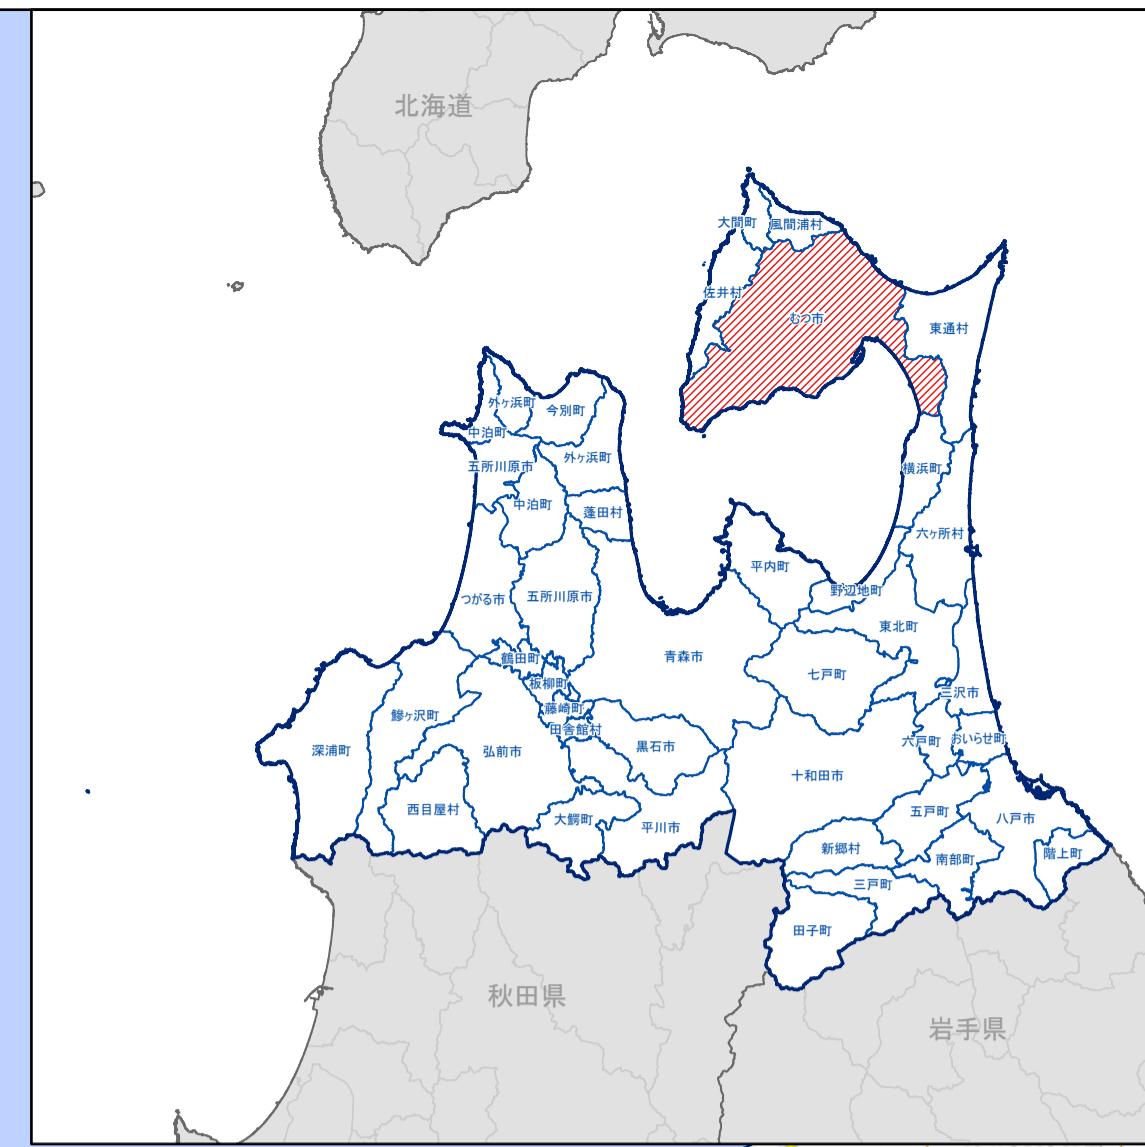 北海道
大間町
風間浦村
佐井村
むつ市
東通村
外ヶ浜町
今別町
中泊町
五所川原市
外ヶ浜町
横浜町
中泊町
蓬田村
六ヶ所村
平内町
野辺地町
つがる市
五所川原市
東北町
青森市
鶴田町
七戸町
板柳町
三沢市
藤崎町
鰺ヶ沢町
田舎館村
六戸町
おいらせ町
深浦町
弘前市
黒石市
十和田市
西目屋村
大鰐町
五戸町
平川市
八戸市
新郷村
南部町
階上町
三戸町
田子町
秋田県
岩手県